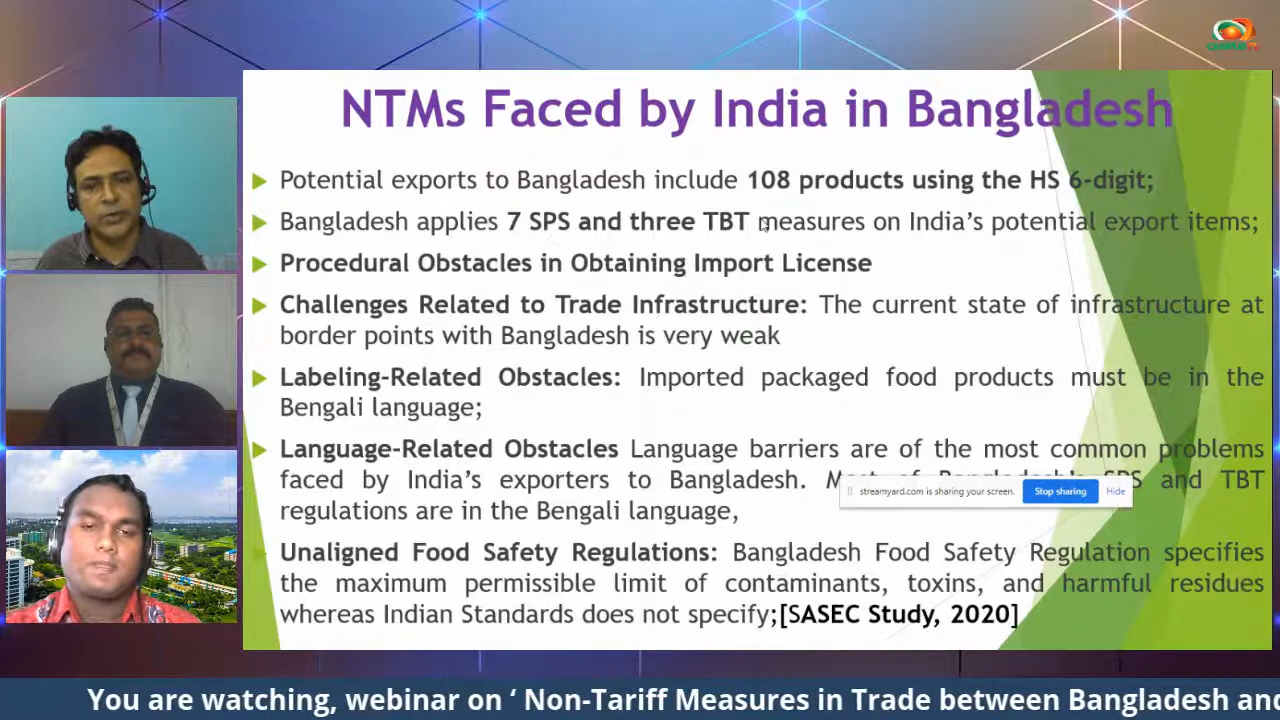 NTMs Faced by India in Bangladesh
Potential exports to Bangladesh include 108 products using the HS 6-digit;
Bangladesh applies 7 SPS and three TBT measures on India's potential export items;
Procedural Obstacles in Obtaining Import License
Challenges Related to Trade Infrastructure: The current state of infrastructure at
border points with Bangladesh is very weak
Labeling-Related Obstacles: Imported packaged food products must be in the
Bengali language;
Language-Related Obstacles Language barriers are of the most common problems
faced by India's exporters to Bangladesh. Most of Bangladesh's SPS and TBT
streamyard.com is sharing your screen. Stop sharing Hide
regulations are in the Bengali language,
Unaligned Food Safety Regulations: Bangladesh Food Safety Regulation specifies
the maximum permissible limit of contaminants, toxins, and harmful residues
whereas Indian Standards does not specify;[SASEC Study, 2020]
You are watching, webinar on ‘ Non-Tariff Measures in Trade between Bangladesh and